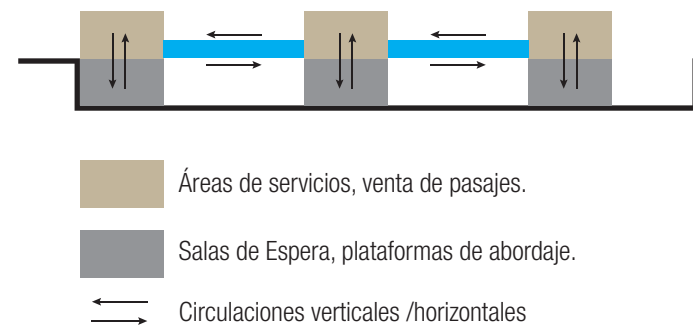 Áreas de servicios, venta de pasajes.
Salas de Espera, plataformas de abordaje.
Circulaciones verticales /horizontales